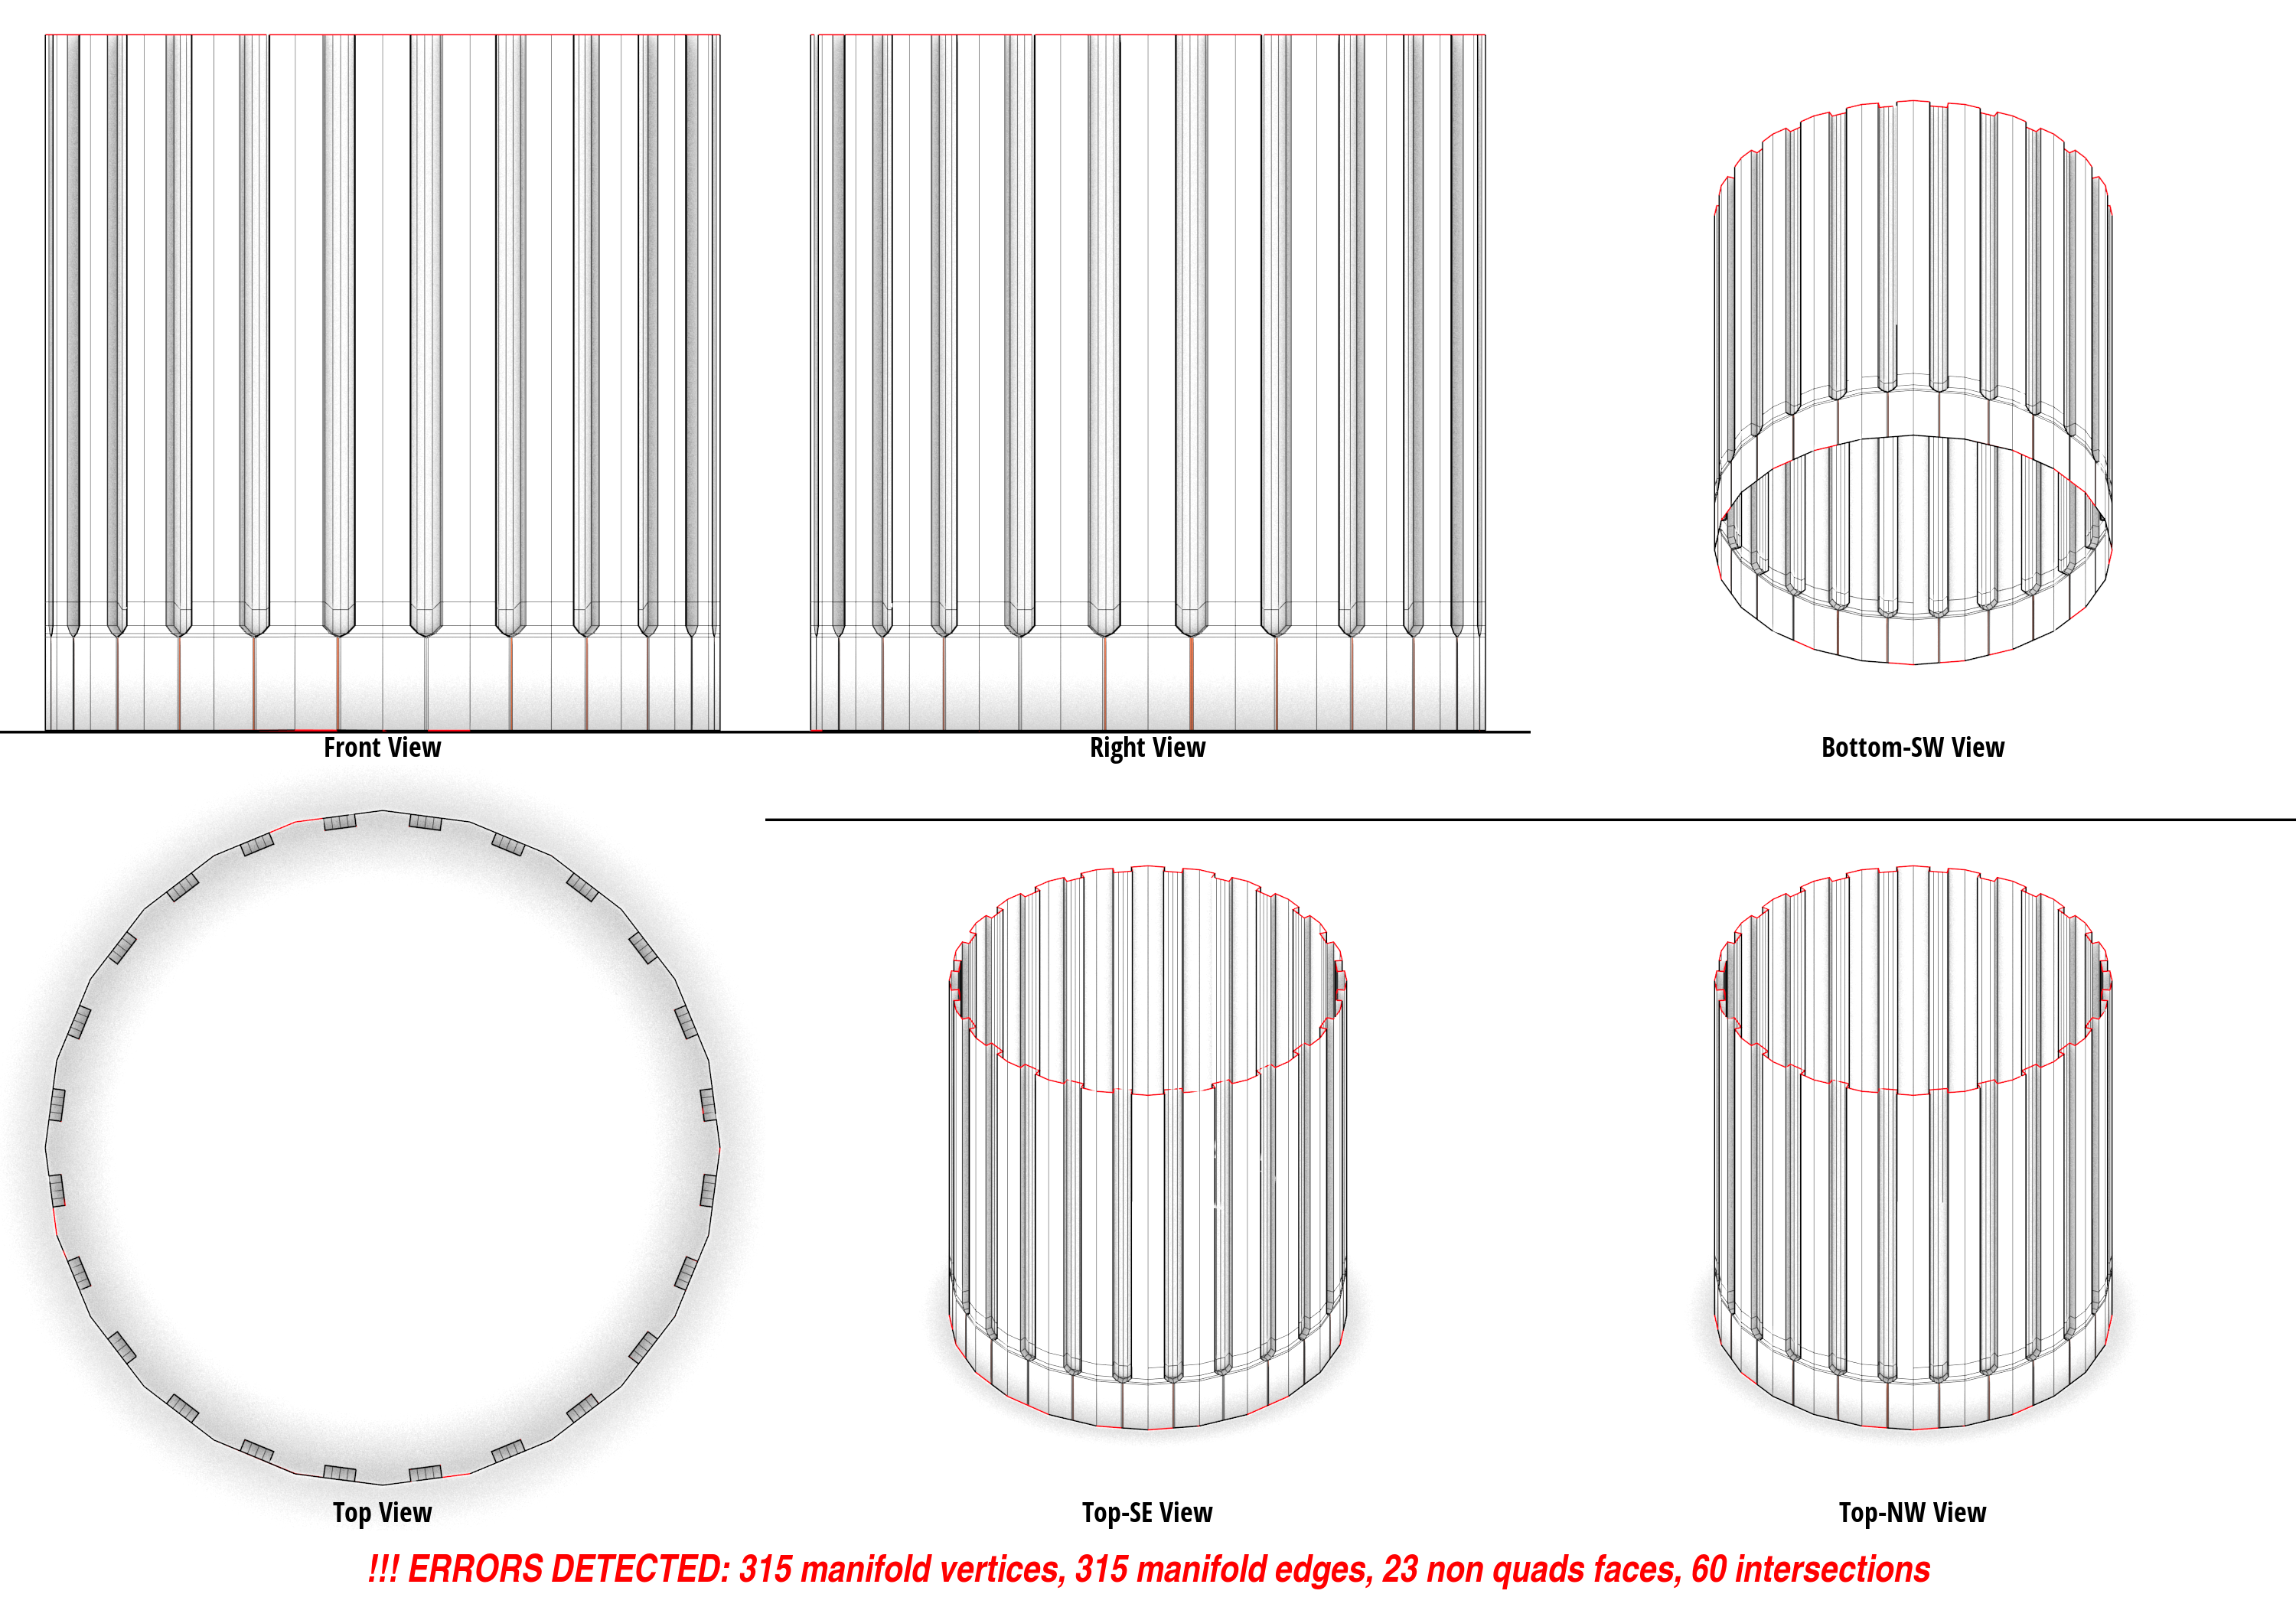 Front View
Right View
Bottom-SW View
Top View
Top-SE View
Top-NW View
!!! ERRORS DETECTED: 315 manifold vertices, 315 manifold edges, 23 non quads faces, 60 intersections